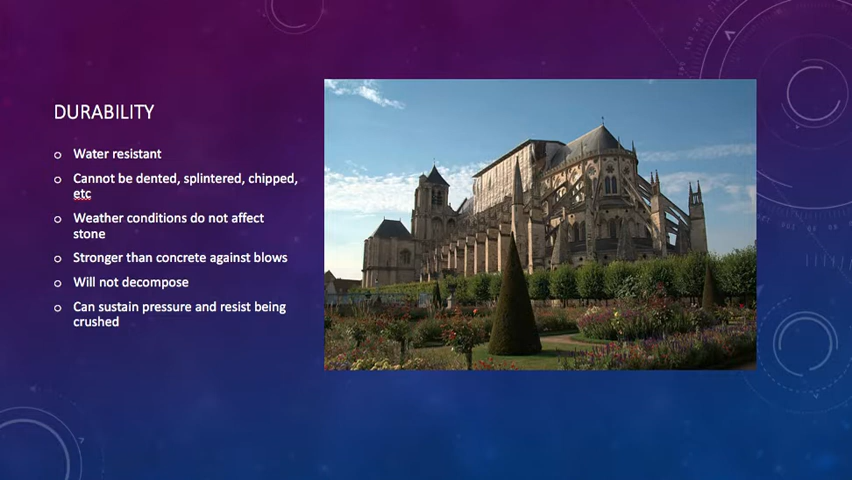 DURABILITY
o Water resistant
o Cannot be dented, splintered, chipped,
etc
o Weather conditions do not affect
stone
o Stronger than concrete against blows
o Will not decompose
o Can sustain pressure and resist being
crushed